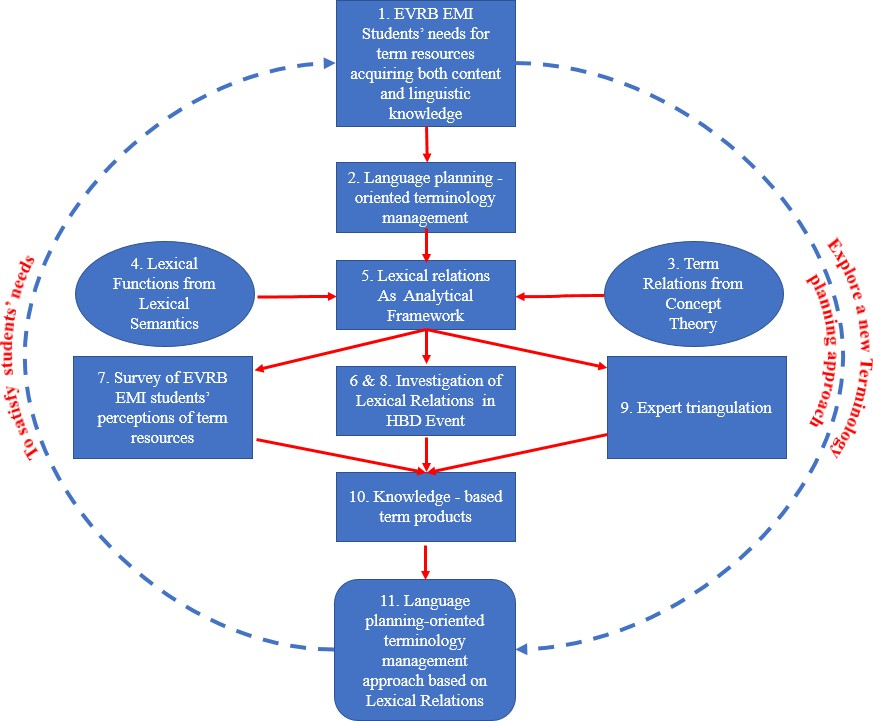 1. EVRB EMI
Students’ needs for
term resources
acquiring both content
and linguistic
knowledge
2. Language planning -
oriented terminology
management
4. Lexical
Functions from
Lexical
Semantics
5. Lexical relations
As Analytical
Framework
3. Term
Relations from
Concept
Theory
To satisfy students’ needs
Explore a new Terminology
planning approach
7. Survey of EVRB
EMI students’
perceptions of term
resources
6 & 8. Investigation of
Lexical Relations in
HBD Event
9. Expert triangulation
10. Knowledge - based
term products
11. Language
planning-oriented
terminology
management
approach based on
Lexical Relations